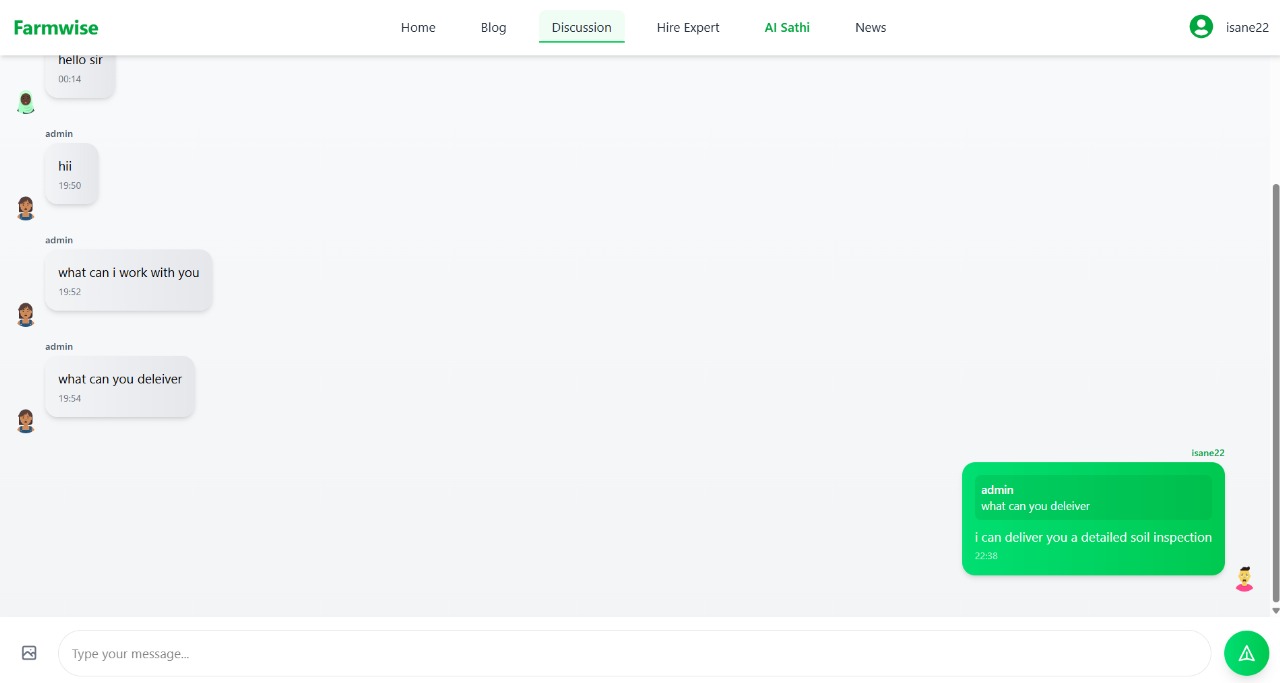 Farmwise
Home
Blog
Discussion
Hire Expert
AI Sathi
News
isane22
hello sir
00:14
admin
hii
19:50
admin
what can i work with you
19:52
admin
what can you deleiver
19:54
isane22
admin
what can you deleiver
i can deliver you a detailed soil inspection
22:38
Type your message...